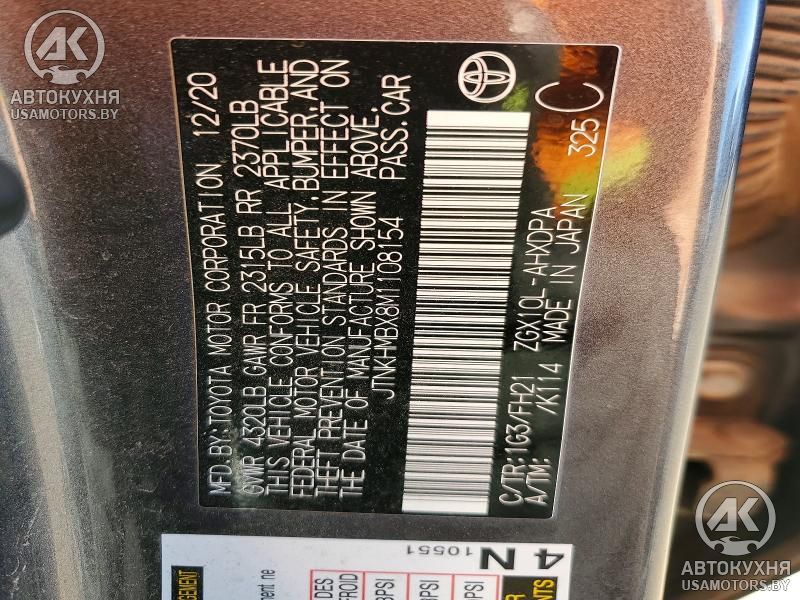 MFD. BY: TOYOTA MOTOR CORPORATION 12/20
GVWR 4320LB GAWR FR 2315LB RR 2370LB
THIS VEHICLE CONFORMS TO ALL APPLICABLE
FEDERAL MOTOR VEHICLE SAFETY, BUMPER, AND
THEFT PREVENTION STANDARDS IN EFFECT ON
THE DATE OF MANUFACTURE SHOWN ABOVE.
JTNKHMBX8M1108154 PASS. CAR
C/TR: 1G3/FH21 ZGX10L-AHXDPA
A/TM: /K114 MADE IN JAPAN 325 C
4 N
10551
AK
АВТОКУХНЯ
USAMOTORS.BY
AK
АВТОКУХНЯ
USAMOTORS.BY